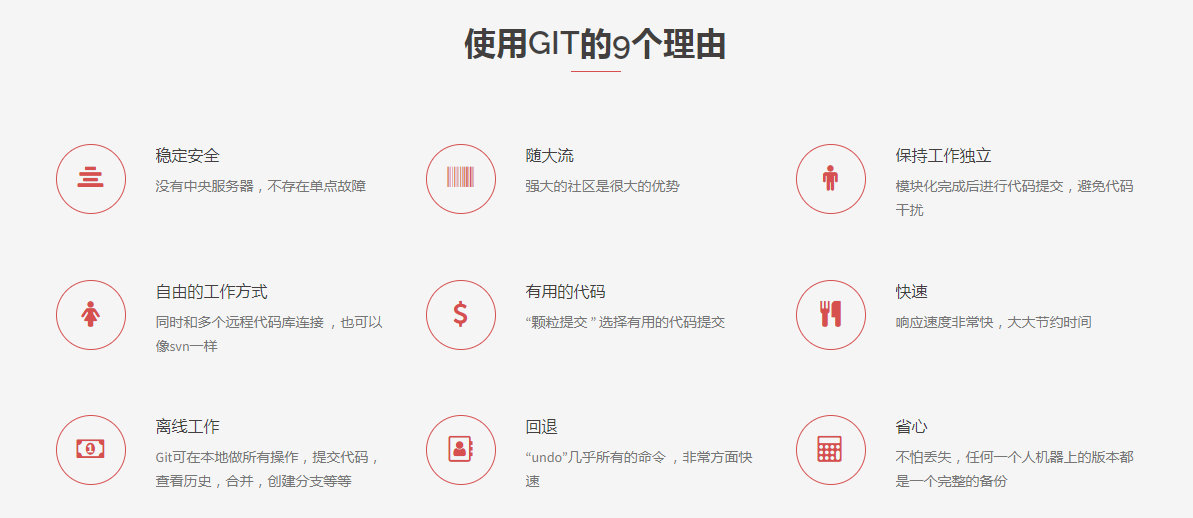 使用GIT的9个理由
稳定安全
没有中央服务器，不存在单点故障
随大流
强大的社区是很大的优势
保持工作独立
模块化完成后进行代码提交，避免代码
干扰
自由的工作方式
同时和多个远程代码库连接 ，也可以
像svn一样
有用的代码
“颗粒提交 ” 选择有用的代码提交
快速
响应速度非常快，大大节约时间
离线工作
Git可在本地做所有操作，提交代码，
查看历史，合并，创建分支等等
回退
“undo”几乎所有的命令 ，非常方面快
速
省心
不怕丢失，任何一个人机器上的版本都
是一个完整的备份